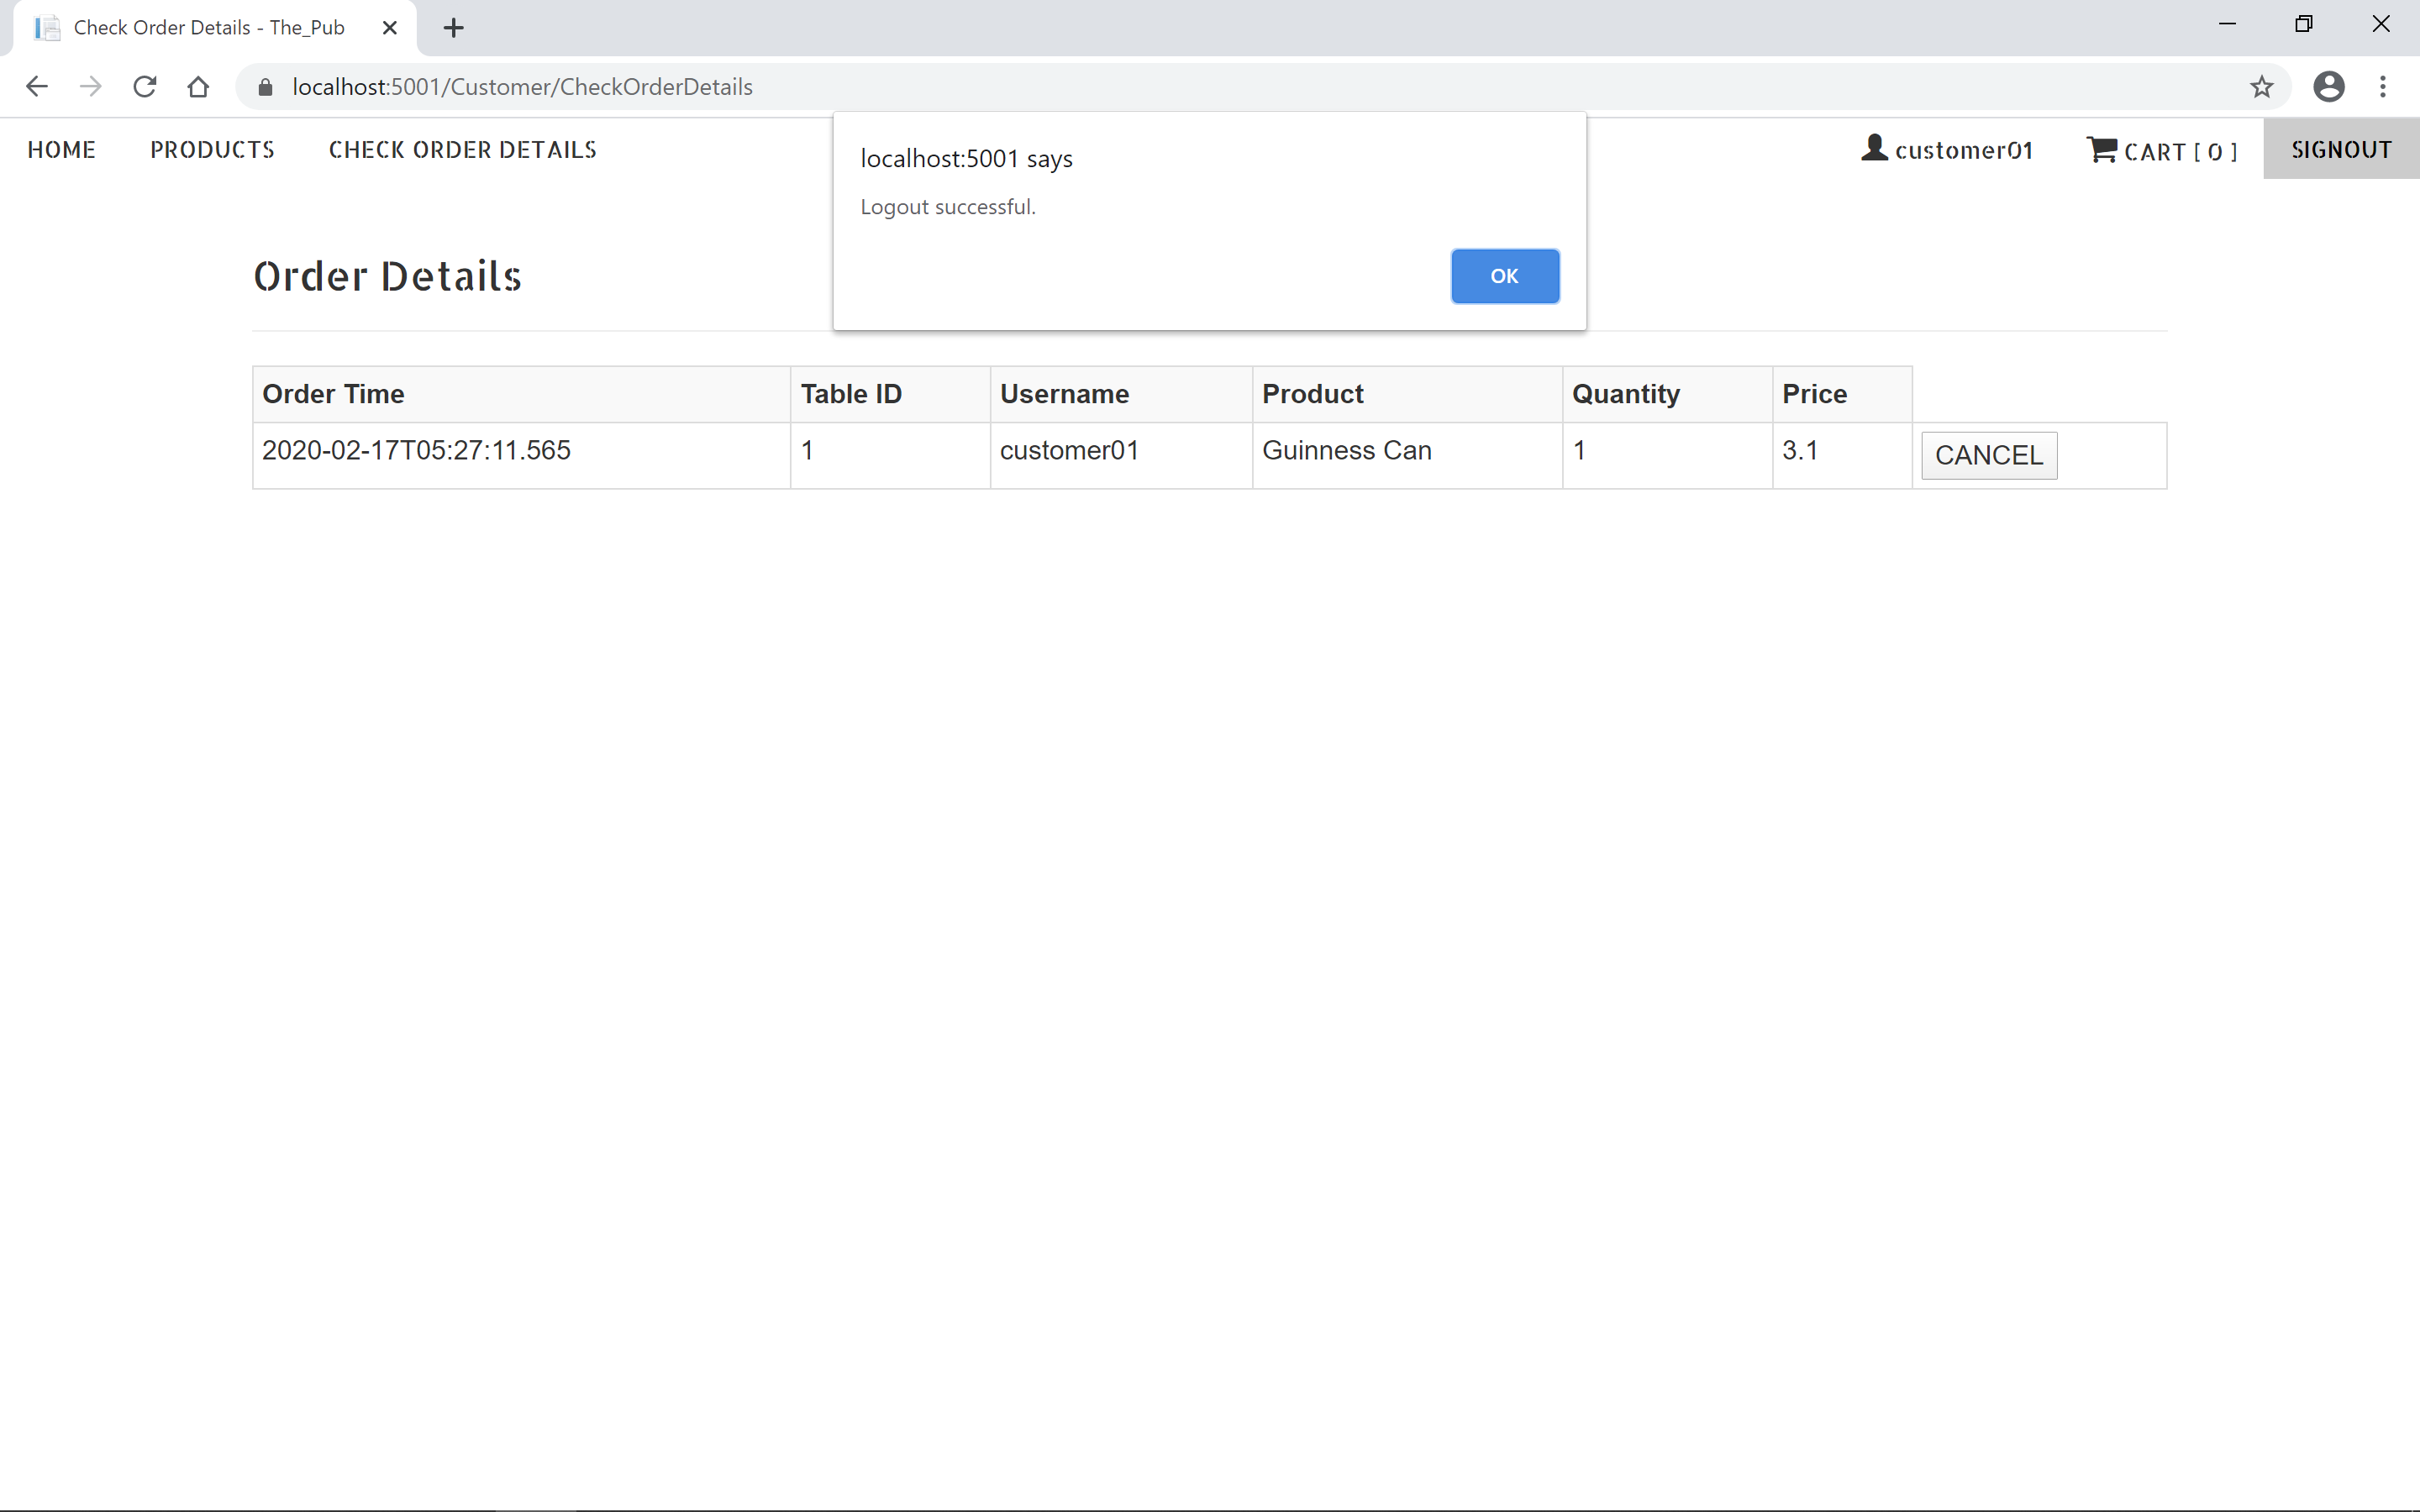 Check Order Details - The_Pub
localhost:5001/Customer/CheckOrderDetails
HOME PRODUCTS CHECK ORDER DETAILS customer01 CART [ 0 ] SIGNOUT
localhost:5001 says
Logout successful.
OK
Order Details
Order Time Table ID Username Product Quantity Price
2020-02-17T05:27:11.565 1 customer01 Guinness Can 1 3.1 CANCEL